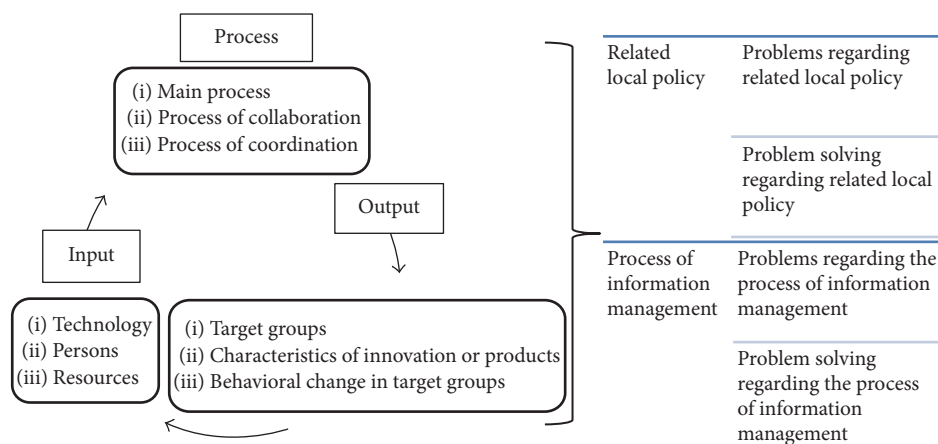 Process
(i) Main process
(ii) Process of collaboration
(iii) Process of coordination
Output
Input
(i) Technology
(ii) Persons
(iii) Resources
(i) Target groups
(ii) Characteristics of innovation or products
(iii) Behavioral change in target groups
Related
local policy
Problems regarding
related local policy
Problem solving
regarding related local
policy
Process of
information
management
Problems regarding the
process of information
management
Problem solving
regarding the process
of information
management